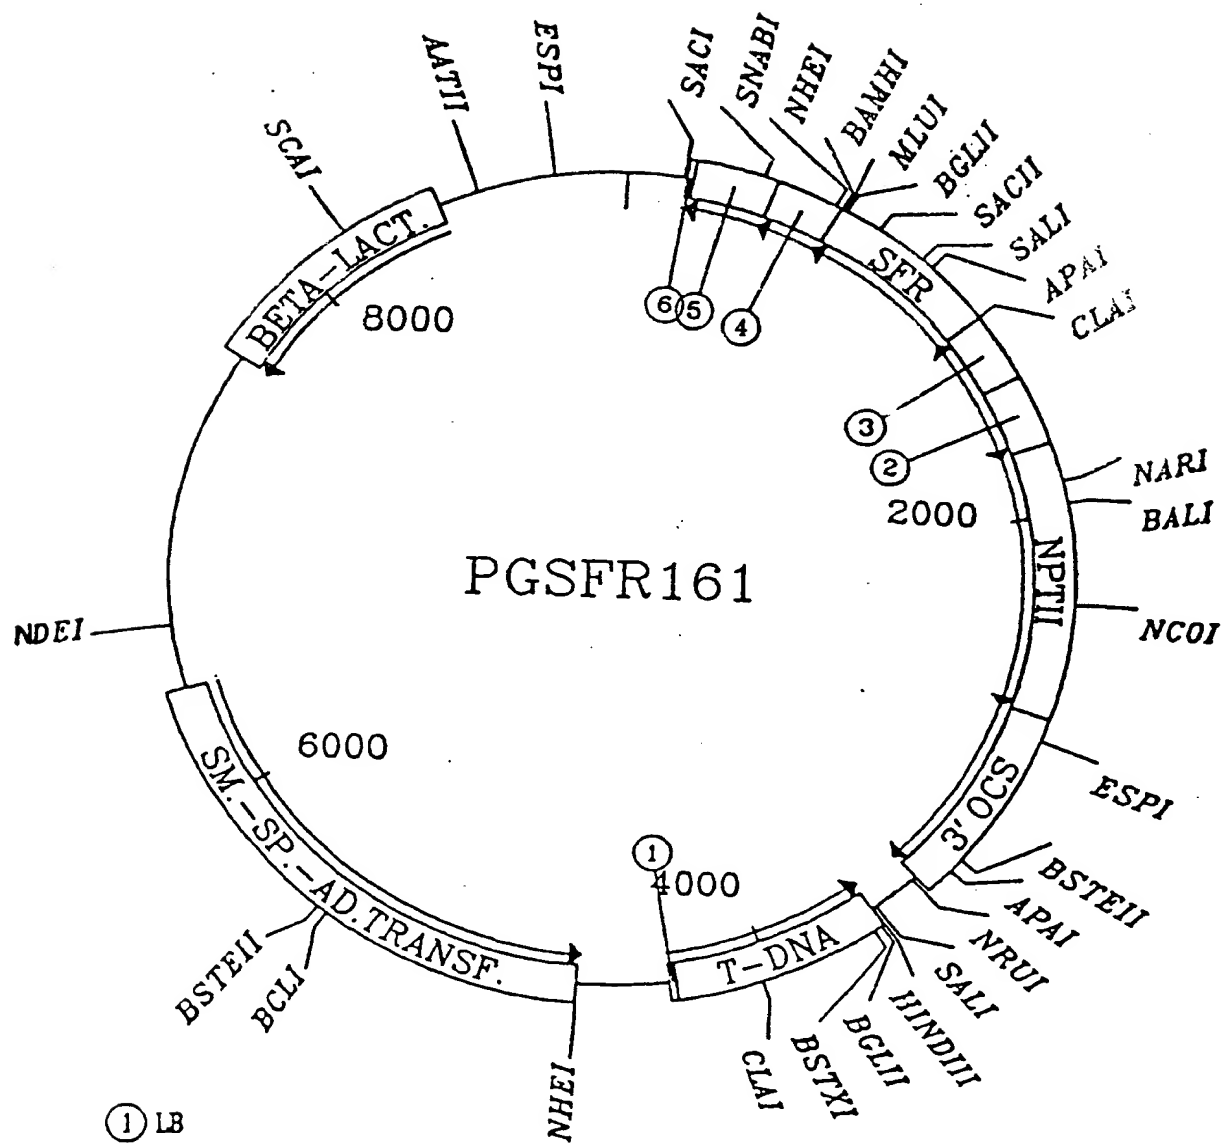 SCAI
AATII
ESPI
SACI
SNABI
NHEI
BAMHI
MLUI
BGLII
SACII
SALI
APAI
CLAI
BETA-LACT.
8000
6
5
4
SFR
3
2
NARI
BALI
2000
NPTII
NCOI
PGSFR161
NDEI
6000
SM.-SP.-AD.TRANSF.
1
4000
T-DNA
3' OCS
ESPI
BSTEII
APAI
NRUI
SALI
HINDIII
BGLII
BSTXI
CLAI
NHEI
BCLI
BSTEII
1 LB